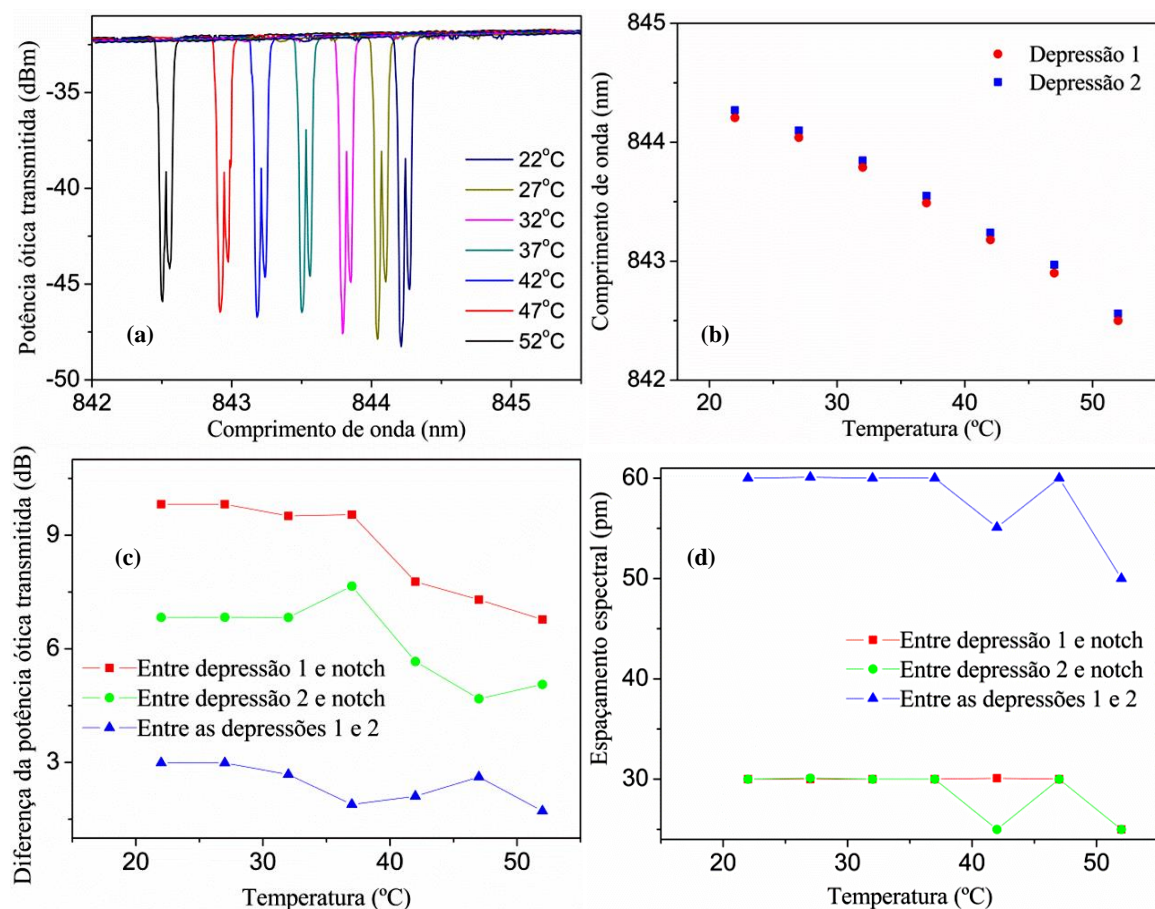 Potência ótica transmitida (dBm)
-35
-40
-45
-50
(a)
22°C
27°C
32°C
37°C
42°C
47°C
52°C
842
843
844
845
Comprimento de onda (nm)
Comprimento de onda (nm)
845
844
843
842
Depressão 1
Depressão 2
(b)
20
30
40
50
Temperatura (ºC)
Diferença da potência ótica transmitida (dB)
9
6
3
(c)
Entre depressão 1 e notch
Entre depressão 2 e notch
Entre as depressões 1 e 2
20
30
40
50
Temperatura (ºC)
Espaçamento espectral (pm)
60
50
40
30
(d)
Entre depressão 1 e notch
Entre depressão 2 e notch
Entre as depressões 1 e 2
20
30
40
50
Temperatura (ºC)